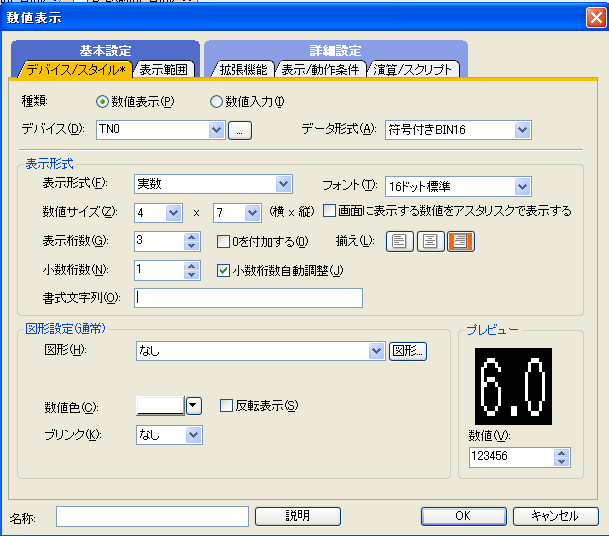 数値表示
基本設定 詳細設定
デバイス/スタイル* 表示範囲 拡張機能 表示/動作条件 演算/スクリプト
種類: 数値表示(P) 数値入力(I)
デバイス(D): TN0 ... データ形式(A): 符号付きBIN16
表示形式
表示形式(F): 実数 フォント(T): 16ドット標準
数値サイズ(Z): 4 x 7 (横 x 縦) 画面に表示する数値をアスタリスクで表示する
表示桁数(G): 3 0を付加する(0) 揃え(L):
小数桁数(N): 1 小数桁数自動調整(J)
書式文字列(O):
図形設定(通常) プレビュー
図形(H): なし 図形...
6.0
数値色(C): 反転表示(S)
ブリンク(K): なし 数値(V):
123456
名称: 説明 OK キャンセル